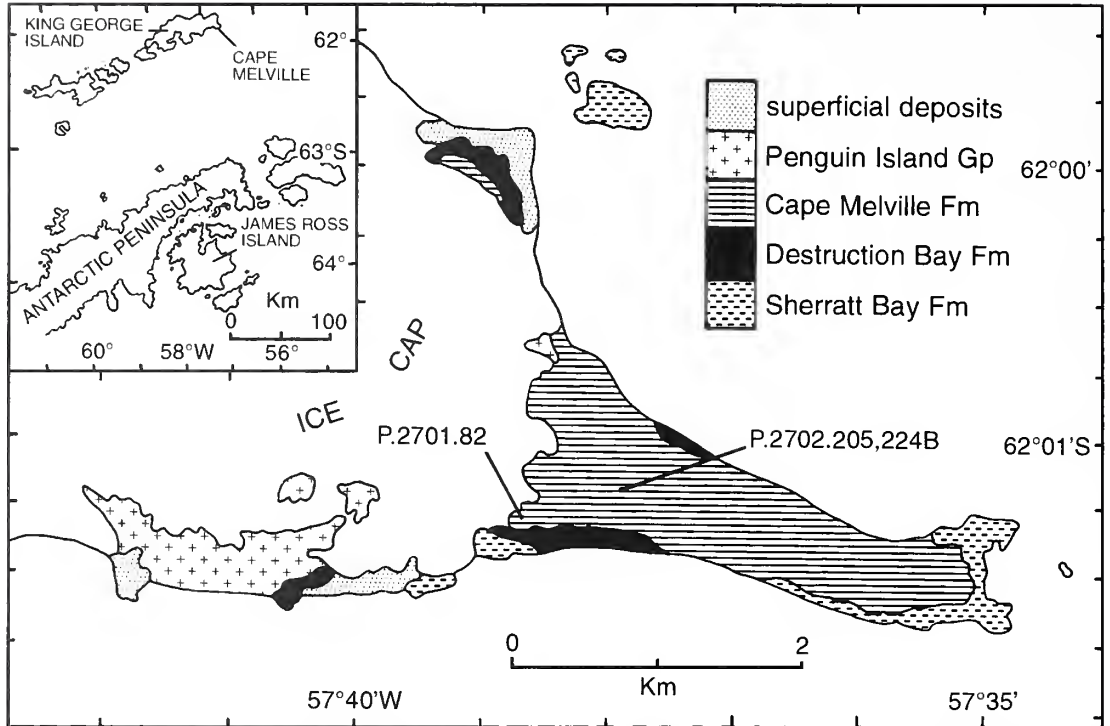 KING GEORGE
ISLAND
CAPE
MELVILLE
62°
63°S
ANTARCTIC PENINSULA
JAMES ROSS
ISLAND
64°
Km
0 100
60° 58°W 56°
superficial deposits
Penguin Island Gp
Cape Melville Fm
Destruction Bay Fm
Sherratt Bay Fm
62°00'
ICE CAP
P.2701.82
P.2702.205,224B
62°01'S
0 2
Km
57°40'W
57°35'